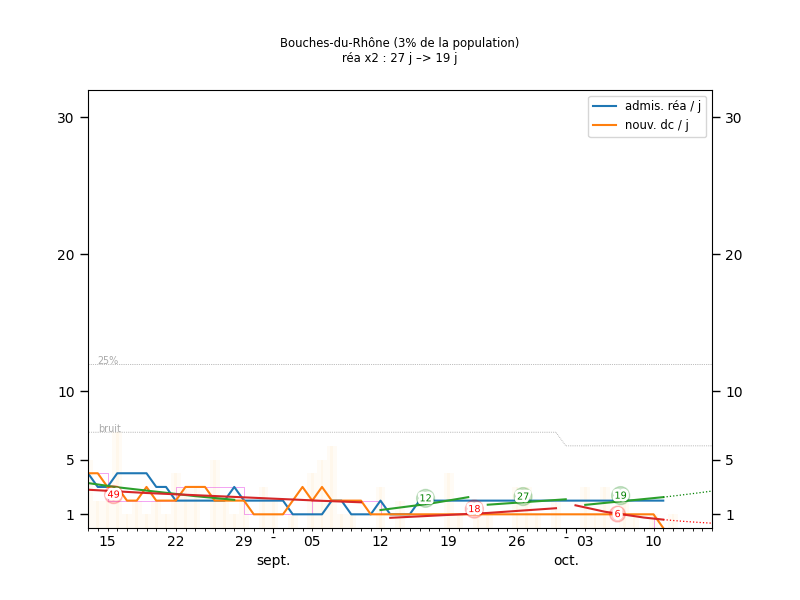 Bouches-du-Rhône (3% de la population)
réa x2 : 27 j –> 19 j
admis. réa / j
nouv. dc / j
30 30
20 20
25%
10 10
bruit
5 5
49 12 27 19
18 6
1 1
15 22 29 - 05 12 19 26 - 03 10
sept. oct.